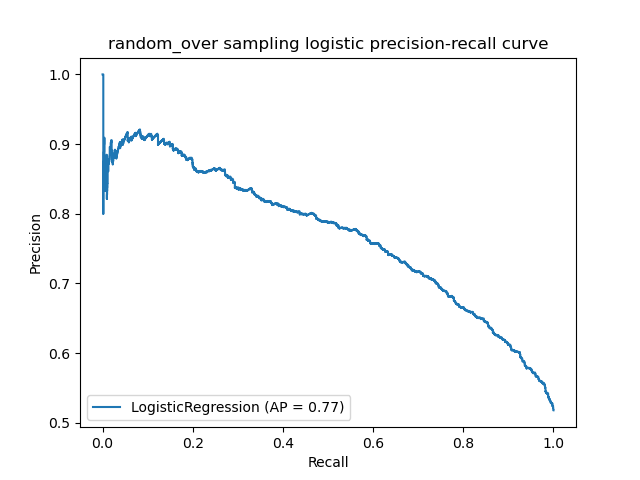 random_over sampling logistic precision-recall curve
1.0
0.9
0.8
0.7
0.6
0.5
Precision
LogisticRegression (AP = 0.77)
0.0 0.2 0.4 0.6 0.8 1.0
Recall